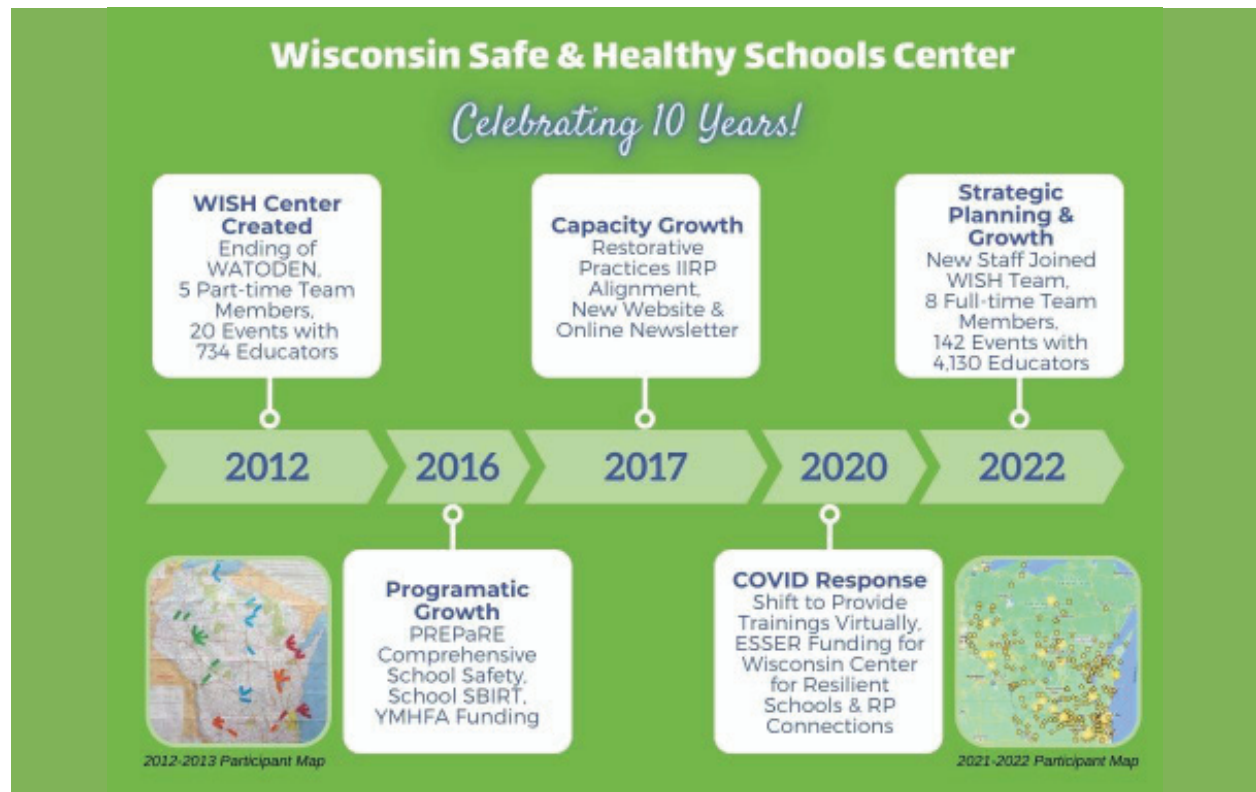 Wisconsin Safe & Healthy Schools Center
Celebrating 10 Years!
WISH Center
Created
Ending of
WATODEN,
5 Part-time Team
Members,
20 Events with
734 Educators
Capacity Growth
Restorative
Practices IIRP
Alignment,
New Website &
Online Newsletter
Strategic
Planning &
Growth
New Staff Joined
WISH Team,
8 Full-time Team
Members,
142 Events with
4,130 Educators
2012
2016
2017
2020
2022
Programatic
Growth
PREPaRE
Comprehensive
School Safety,
School SBIRT,
YMHFA Funding
COVID Response
Shift to Provide
Trainings Virtually,
ESSER Funding for
Wisconsin Center
for Resilient
Schools & RP
Connections
2012-2013 Participant Map
2021-2022 Participant Map